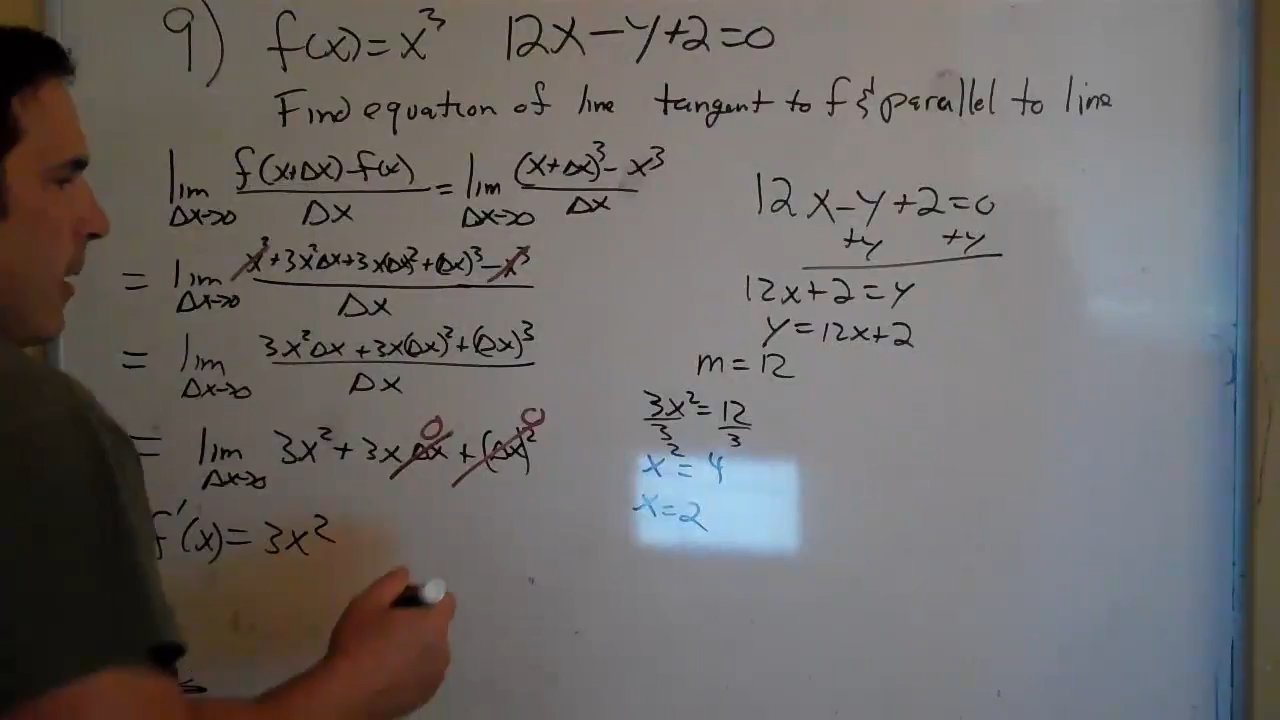 9) f(x)=x³ 12x-y+2=0
Find equation of line tangent to f & parallel to line
lim Δx→0 f(x+Δx)-f(x) / Δx = lim Δx→0 (x+Δx)³-x³ / Δx
= lim Δx→0 x³+3x²Δx+3x(Δx)²+(Δx)³-x³ / Δx
= lim Δx→0 3x²Δx+3x(Δx)²+(Δx)³ / Δx
= lim Δx→0 3x²+3xΔx+(Δx)² 0 0
f'(x)=3x²
12x-y+2=0
+y +y
12x+2=y
y=12x+2
m=12
3x²/3=12/3
x²=4
x=2